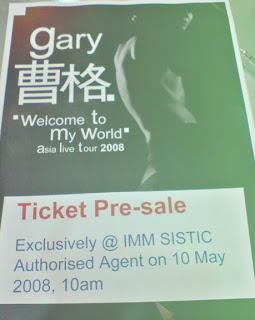 gary
曹格.
"Welcome to
my World"
asia live tour 2008
Ticket Pre-sale
Exclusively @ IMM SISTIC
Authorised Agent on 10 May
2008, 10am